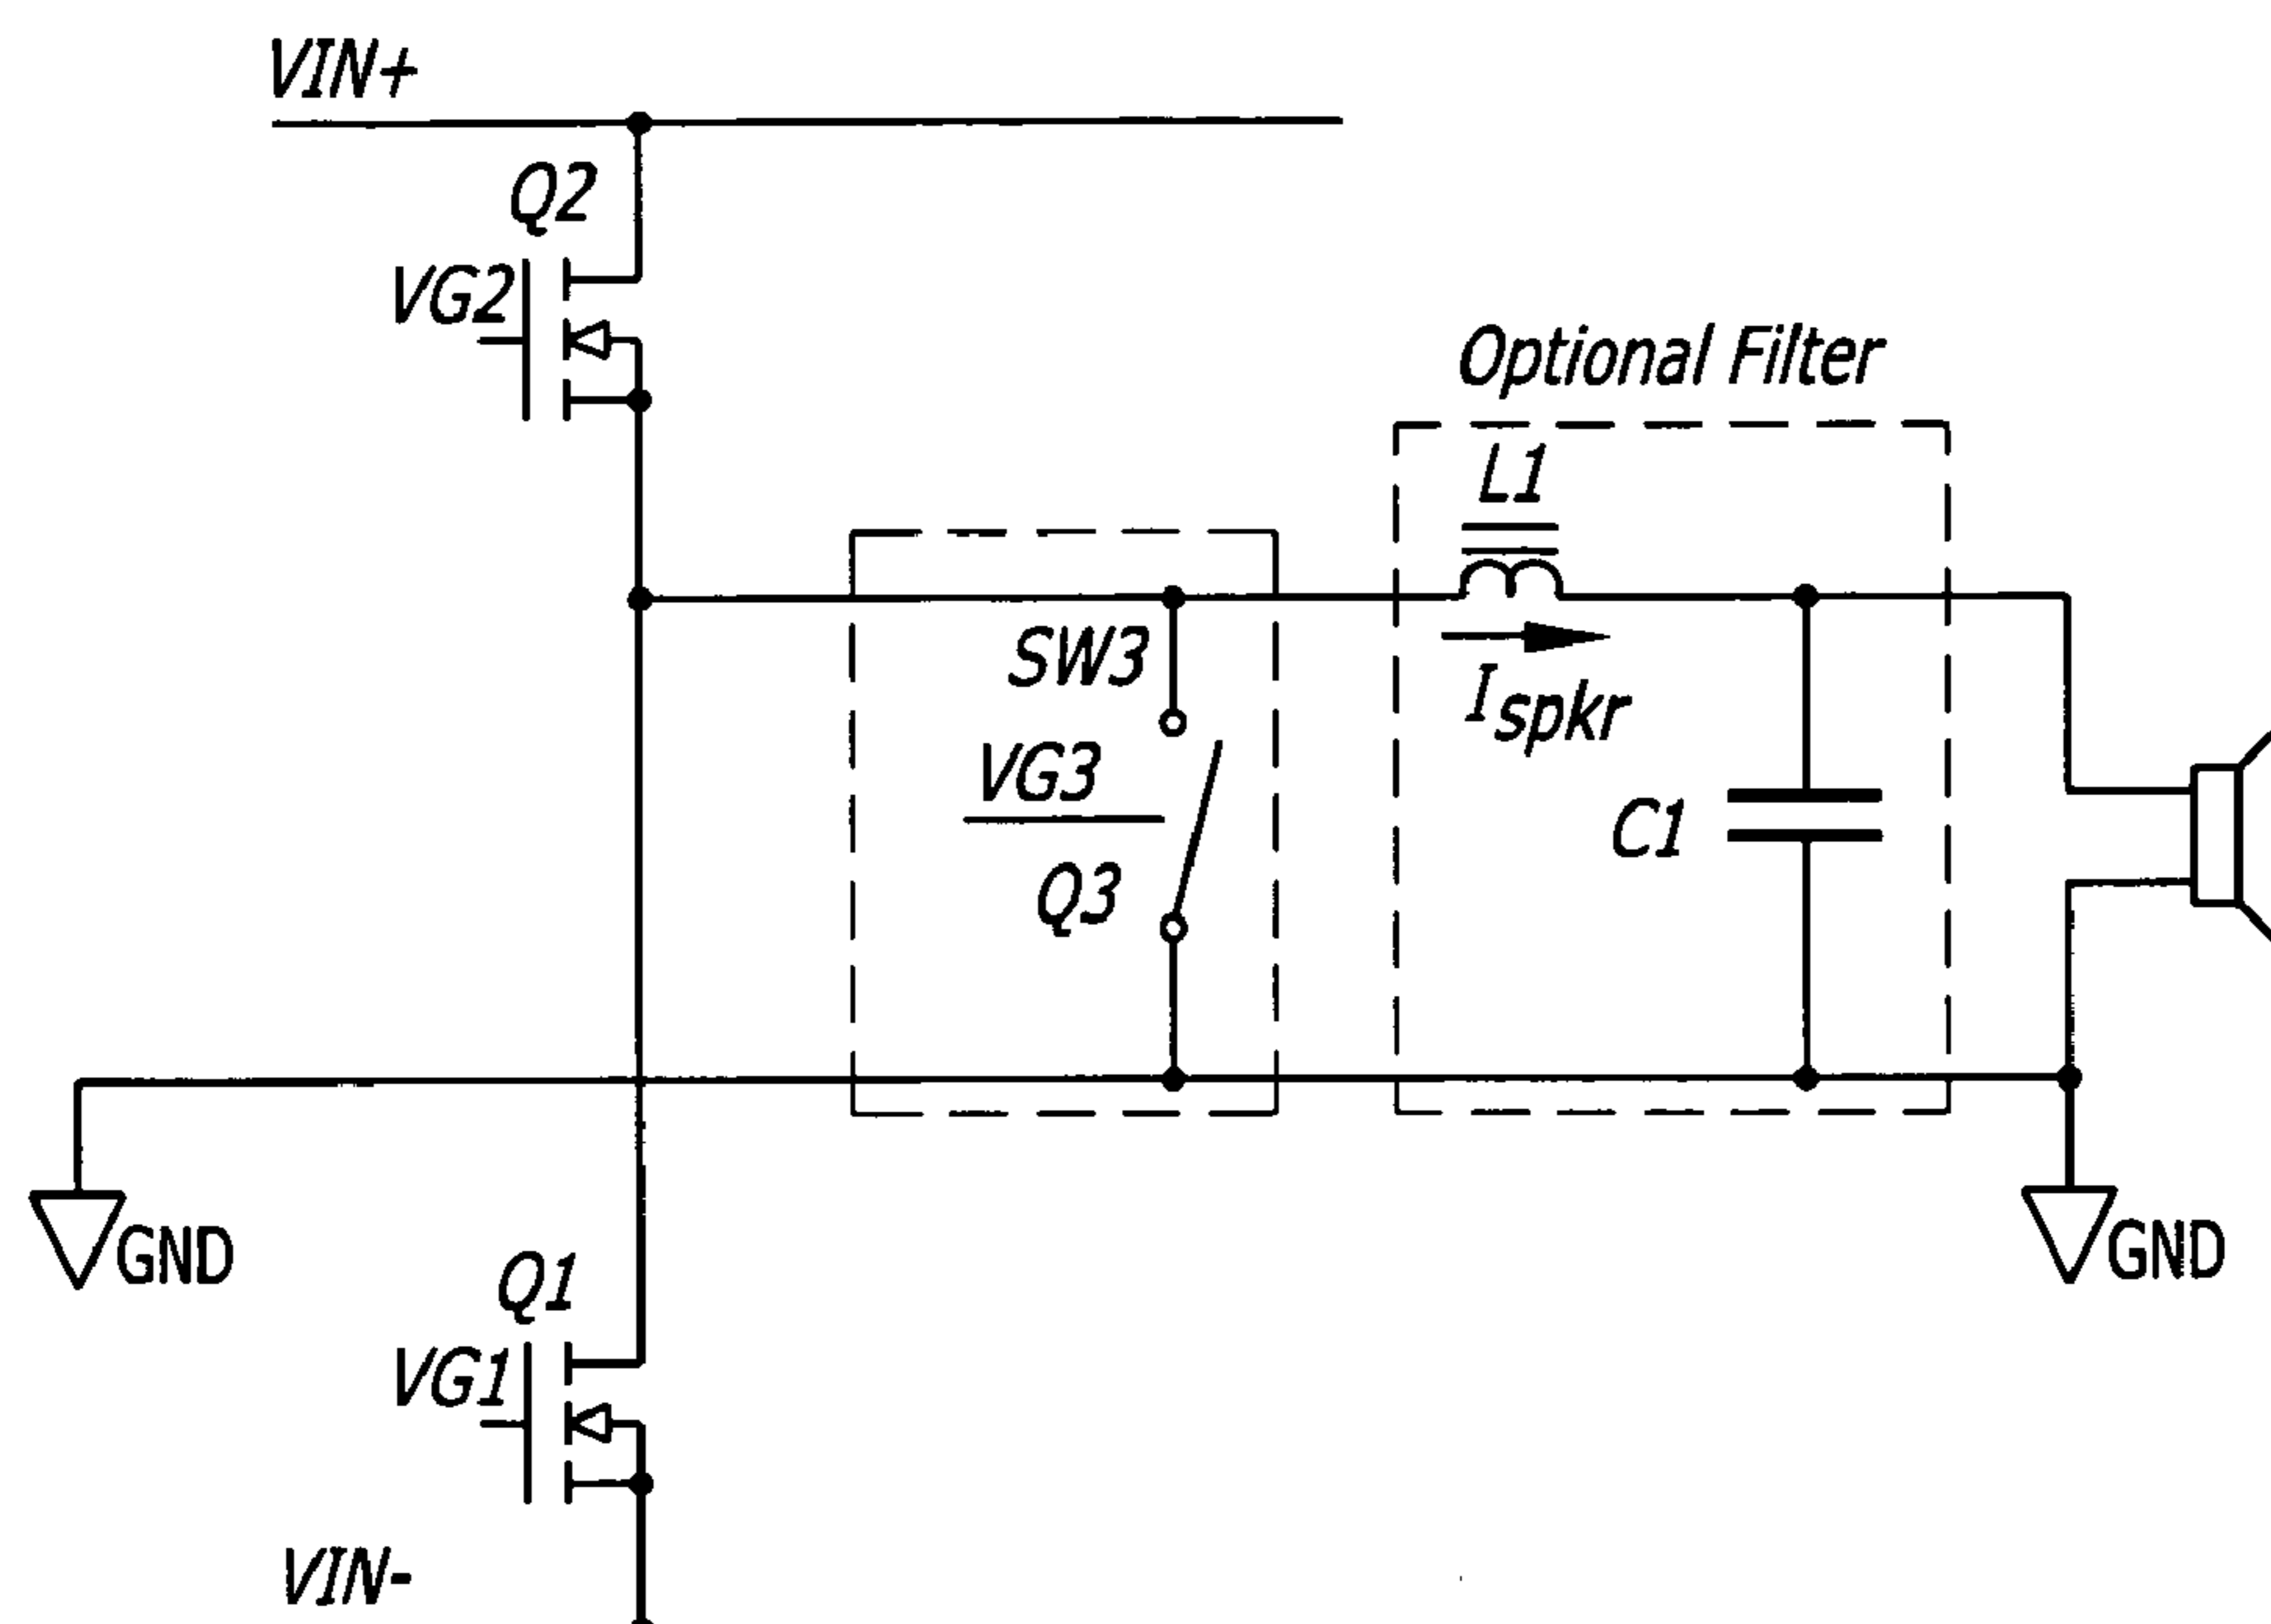 VIN+
Q2
VG2
Optional Filter
L1
SW3
Ispkr
VG3
C1
Q3
GND
GND
Q1
VG1
VIN-